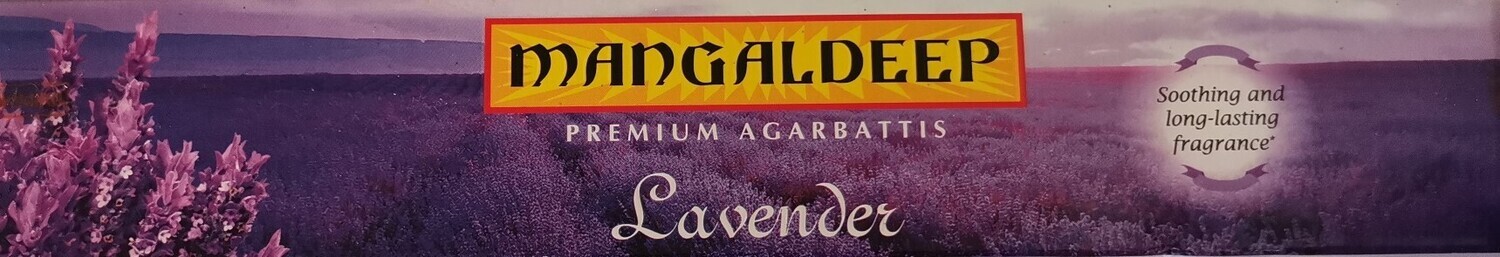 MANGALDEEP
PREMIUM AGARBATTIS
Lavender
Soothing and
long-lasting
fragrance*